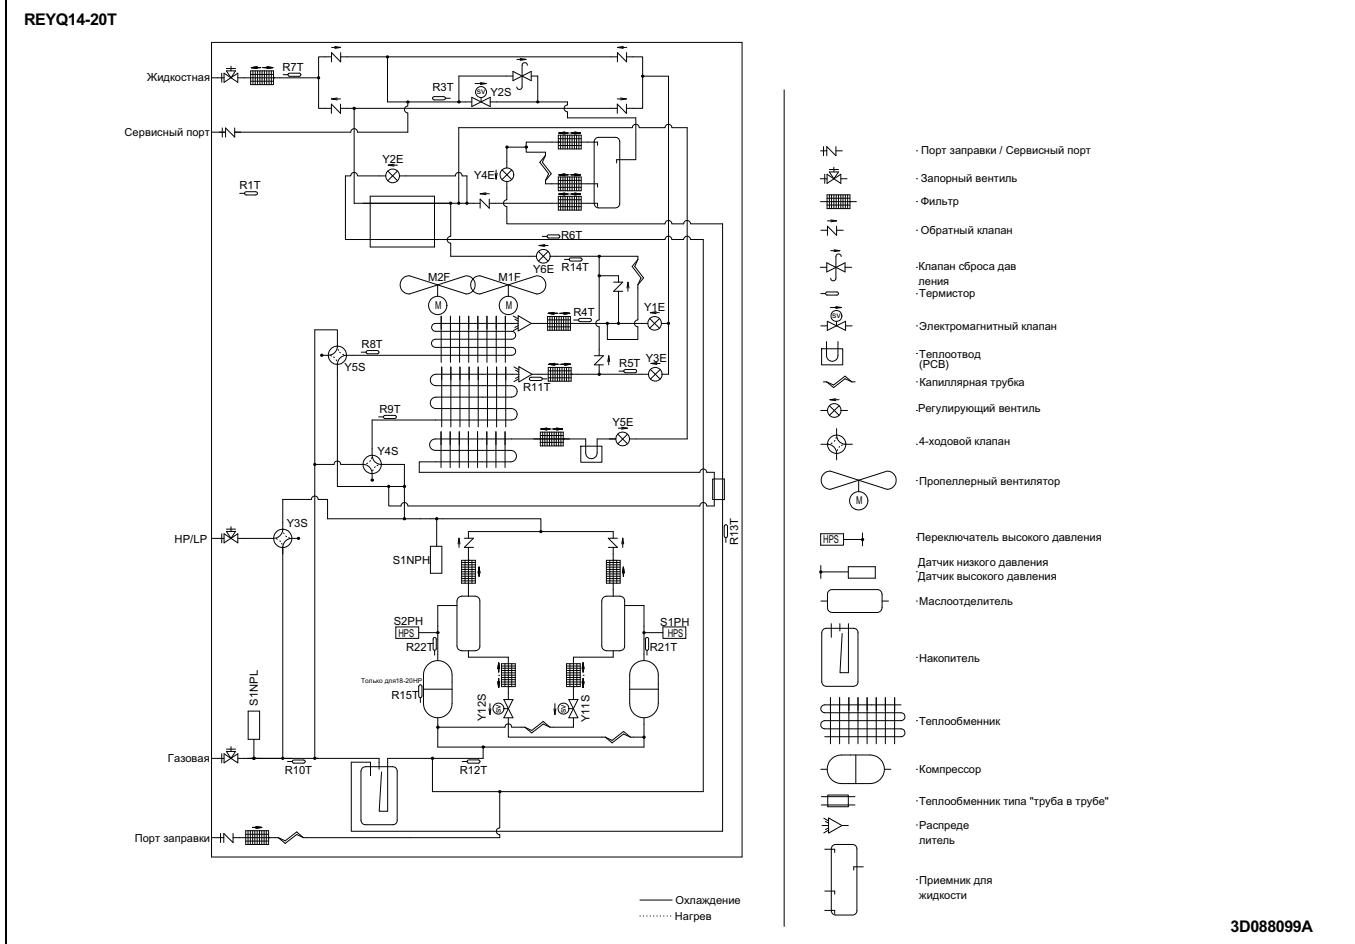 REYQ14-20T
Жидкостная
R7T
R3T
SV
Y2S
Сервисный порт
Y2E
Y4E
R1T
R6T
Y6E
R14T
M2F
M1F
M
M
R4T
Y1E
R8T
Y5S
R11T
R5T
Y3E
R9T
Y5E
Y4S
HP/LP
Y3S
R13T
S1NPH
S2PH
HPS
R22T
S1PH
HPS
R21T
Только для18-20HP
R15T
Y12S
SV
SV
Y11S
S1NPL
Газовая
R10T
R12T
Порт заправки
Охлаждение
Нагрев
· Порт заправки / Сервисный порт
· Запорный вентиль
· Фильтр
· Обратный клапан
·Клапан сброса дав
ления
·Термистор
SV
·Электромагнитный клапан
·Теплоотвод
(PCB)
·Капиллярная трубка
·Регулирующий вентиль
·4-ходовой клапан
·Пропеллерный вентилятор
M
HPS
·Переключатель высокого давления
Датчик низкого давления
·Датчик высокого давления
·Маслоотделитель
·Накопитель
·Теплообменник
·Компрессор
·Теплообменник типа "труба в трубе"
·Распреде
литель
·Приемник для
жидкости
3D088099A